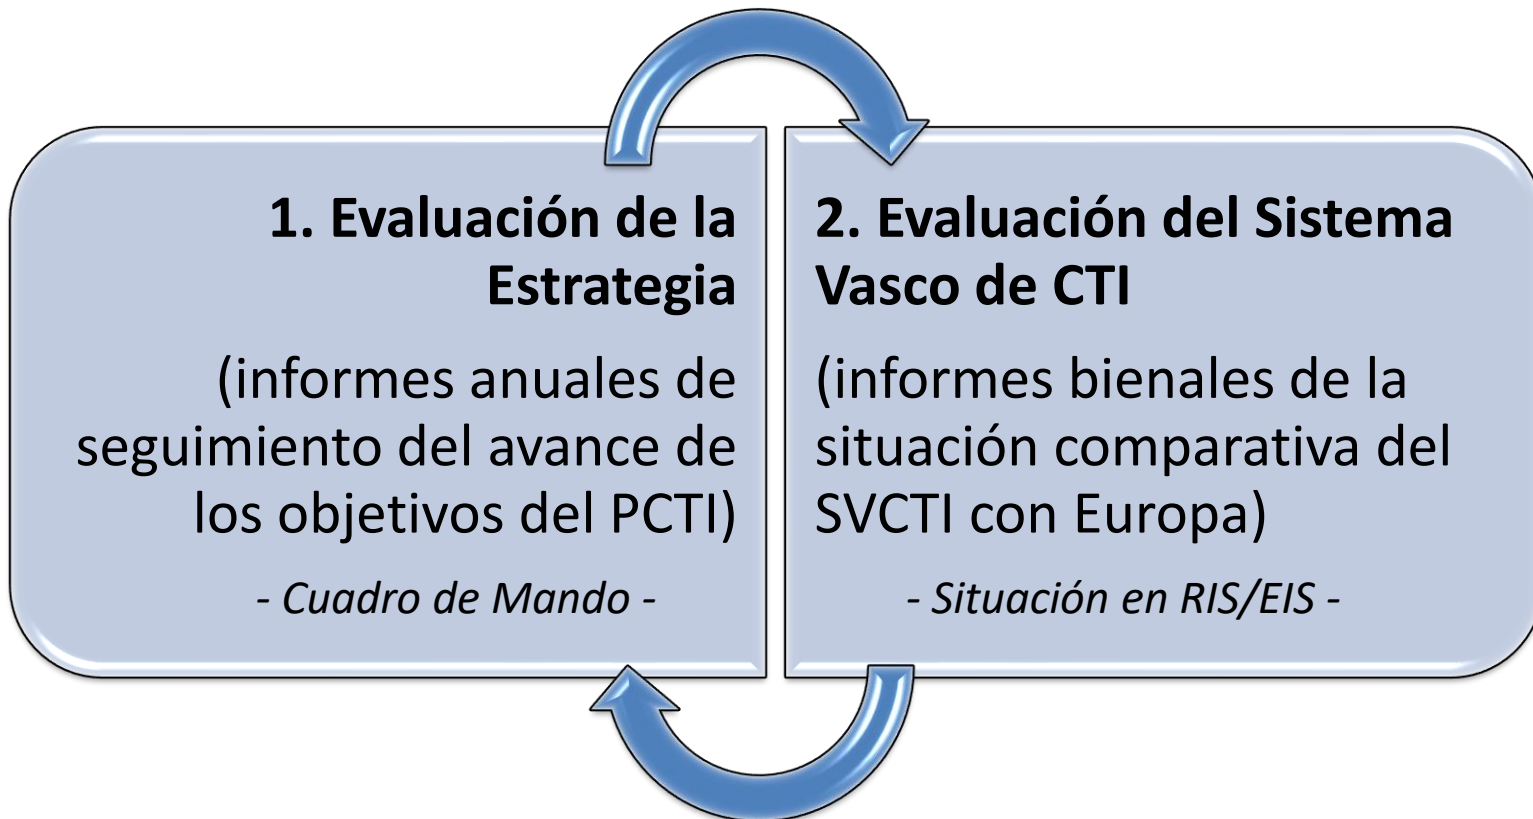 1. Evaluación de la
Estrategia
(informes anuales de
seguimiento del avance de
los objetivos del PCTI)
- Cuadro de Mando -
2. Evaluación del Sistema
Vasco de CTI
(informes bienales de la
situación comparativa del
SVCTI con Europa)
- Situación en RIS/EIS -